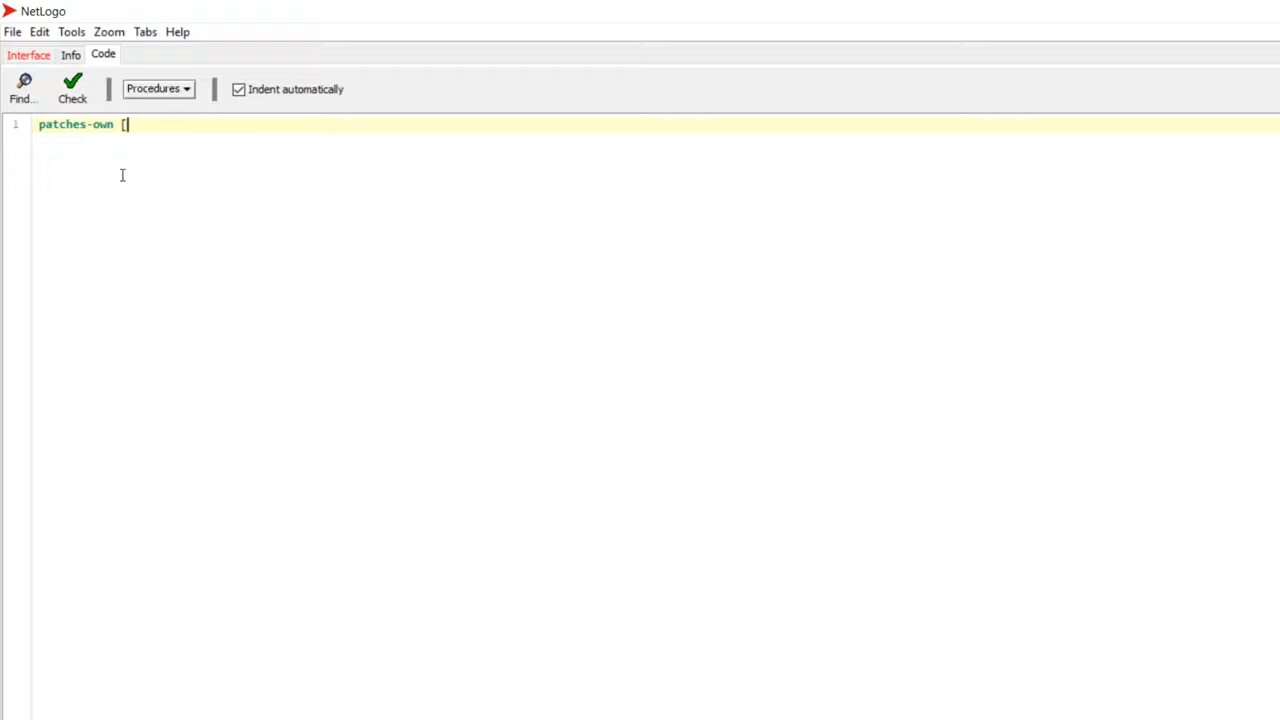 NetLogo
File Edit Tools Zoom Tabs Help
Interface Info Code
Find... Check Procedures Indent automatically
1 patches-own [